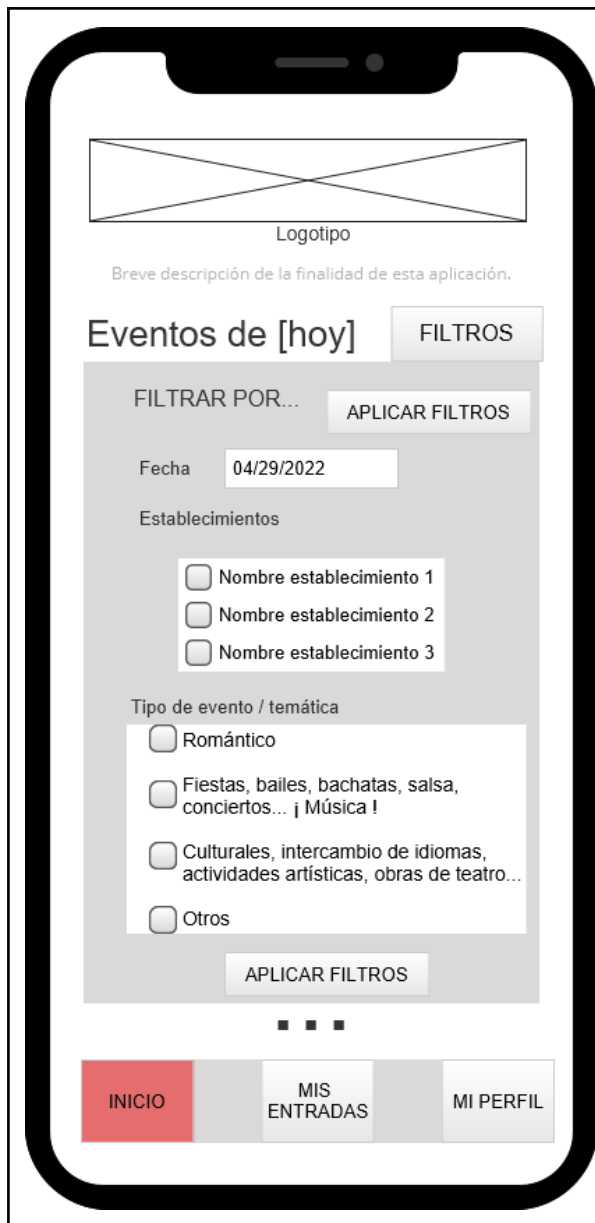 Logotipo
Breve descripción de la finalidad de esta aplicación.
Eventos de [hoy]
FILTROS
FILTRAR POR...
APLICAR FILTROS
Fecha
04/29/2022
Establecimientos
Nombre establecimiento 1
Nombre establecimiento 2
Nombre establecimiento 3
Tipo de evento / temática
Romántico
Fiestas, bailes, bachatas, salsa,
conciertos... ¡ Música !
Culturales, intercambio de idiomas,
actividades artísticas, obras de teatro...
Otros
APLICAR FILTROS
INICIO
MIS
ENTRADAS
MI PERFIL